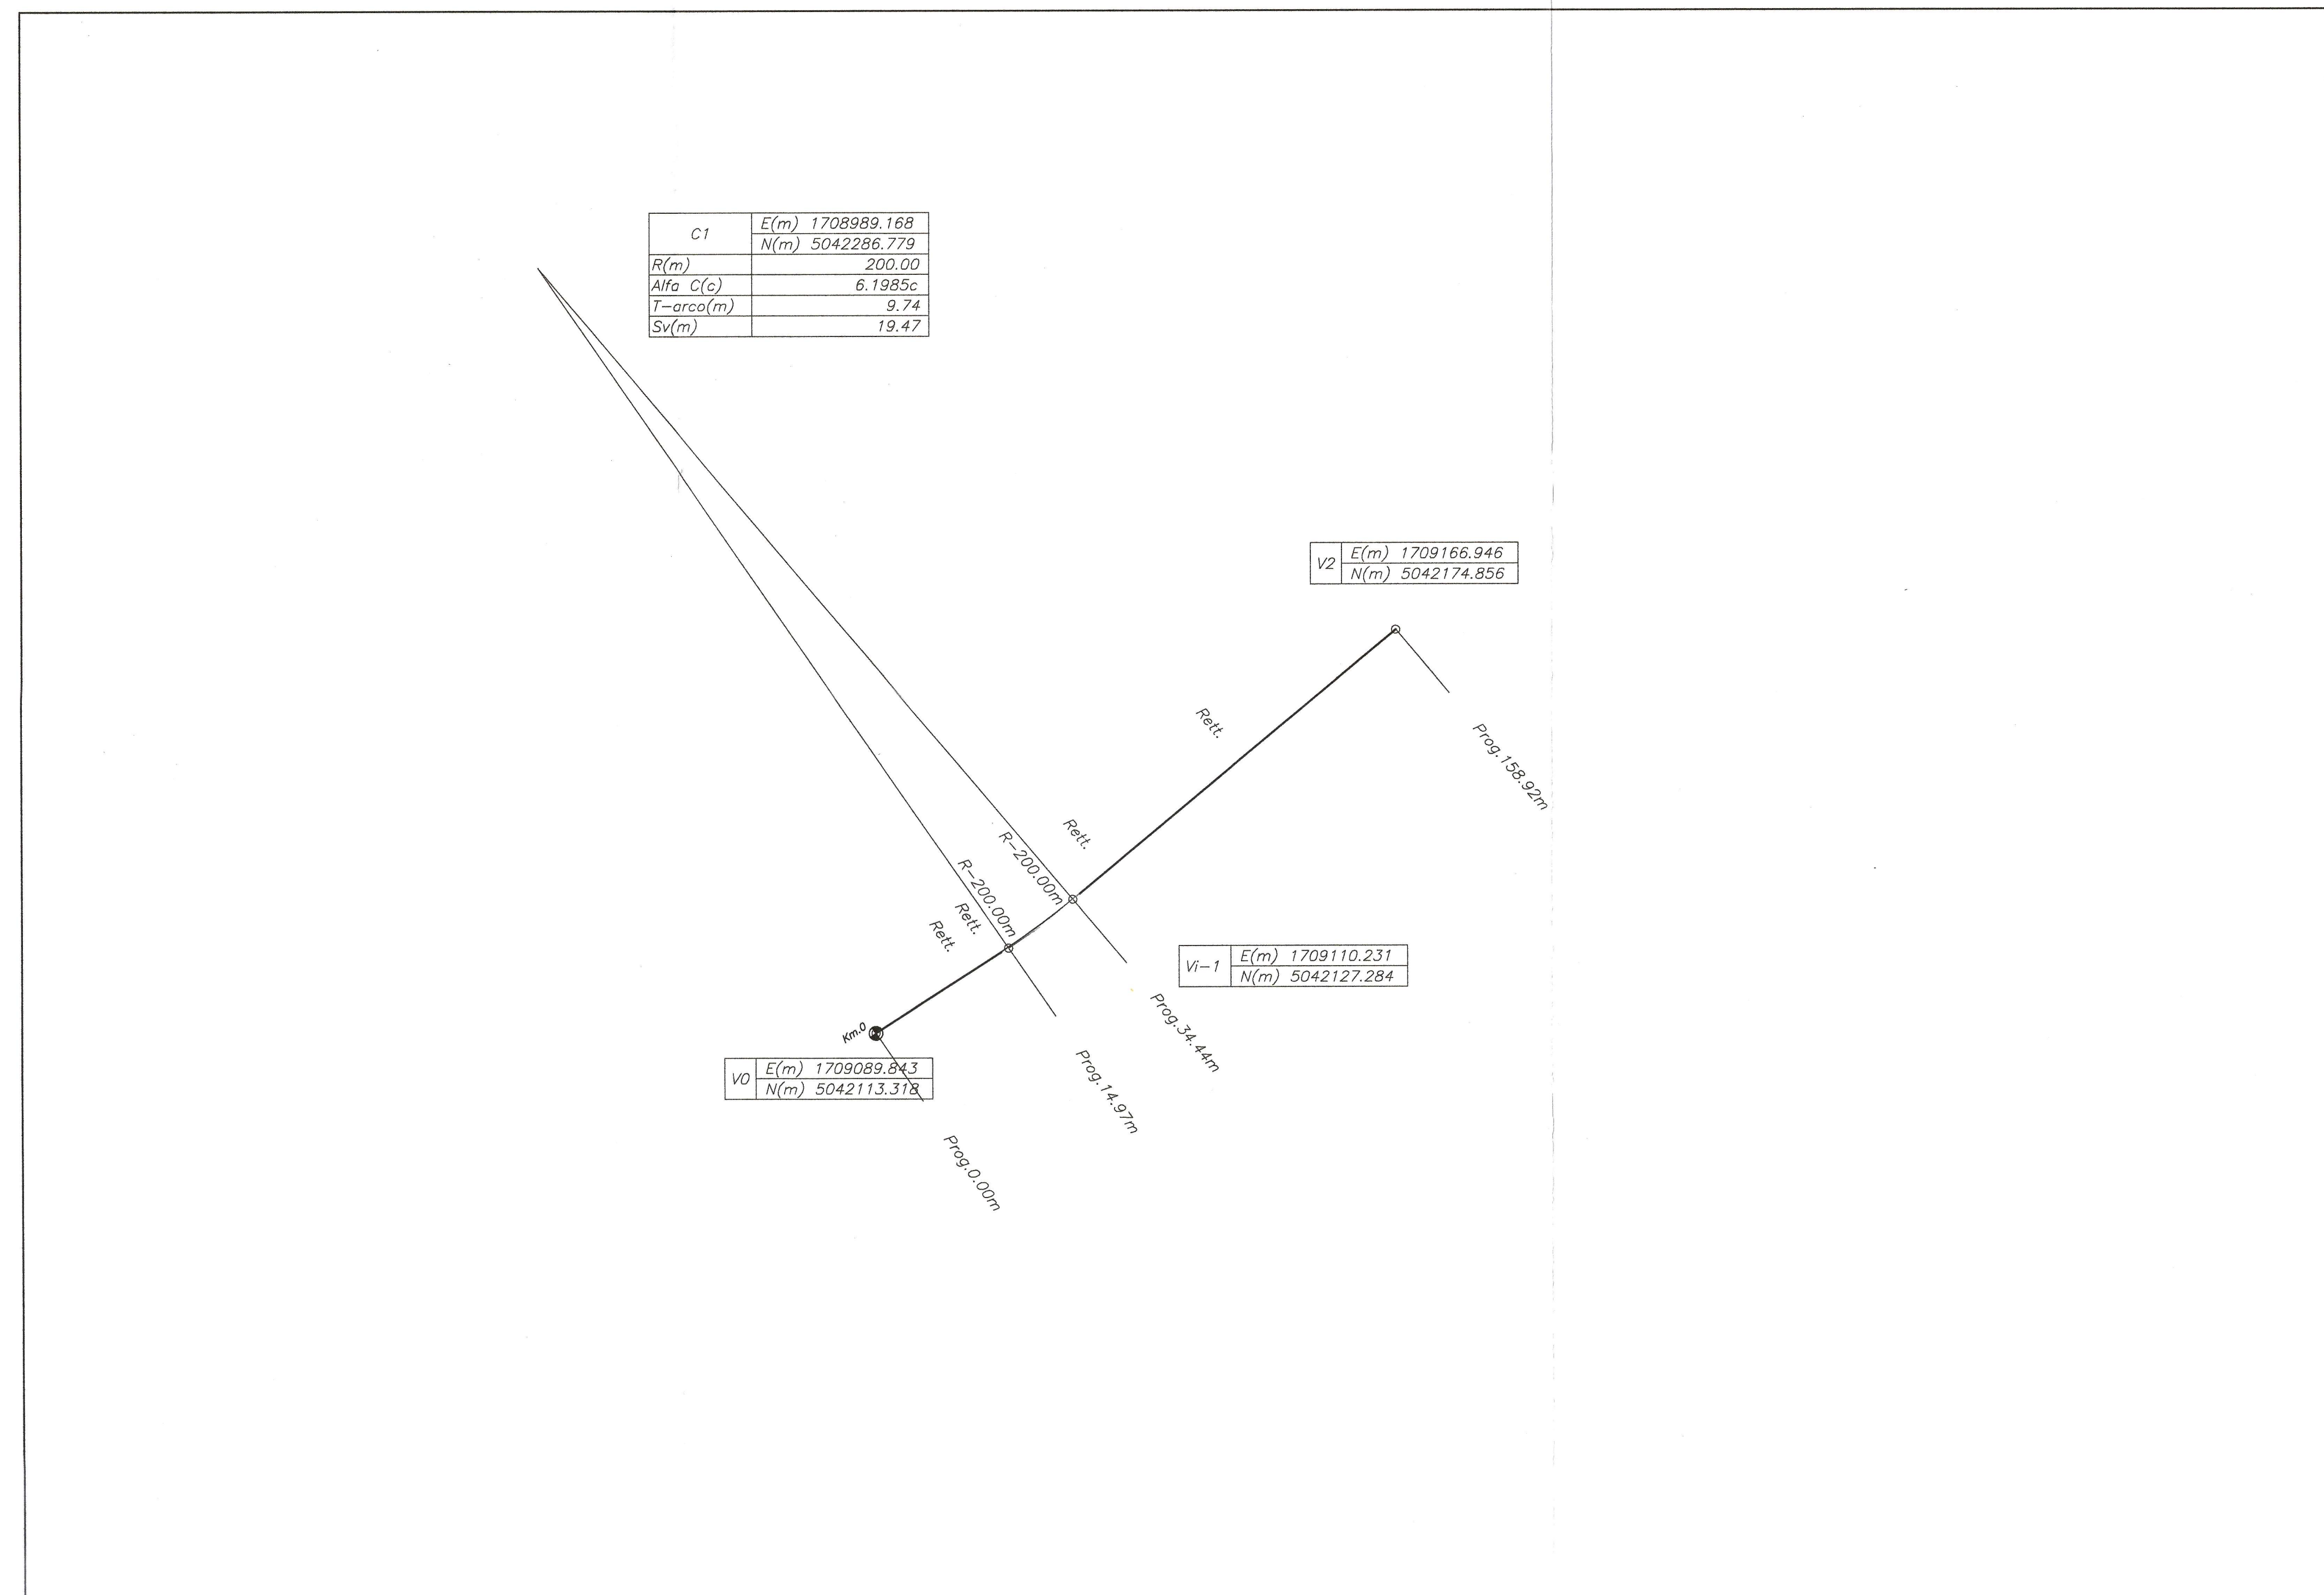 C1
E(m) 1708989.168
N(m) 5042286.779
R(m) 200.00
Alfa C(c) 6.1985c
T-arco(m) 9.74
Sv(m) 19.47
V2
E(m) 1709166.946
N(m) 5042174.856
Rett.
Prog.158.92m
Rett.
R-200.00m
R-200.00m
Rett.
Rett.
Vi-1
E(m) 1709110.231
N(m) 5042127.284
Prog.34.44m
Km.0
Prog.14.97m
V0
E(m) 1709089.843
N(m) 5042113.318
Prog.0.00m